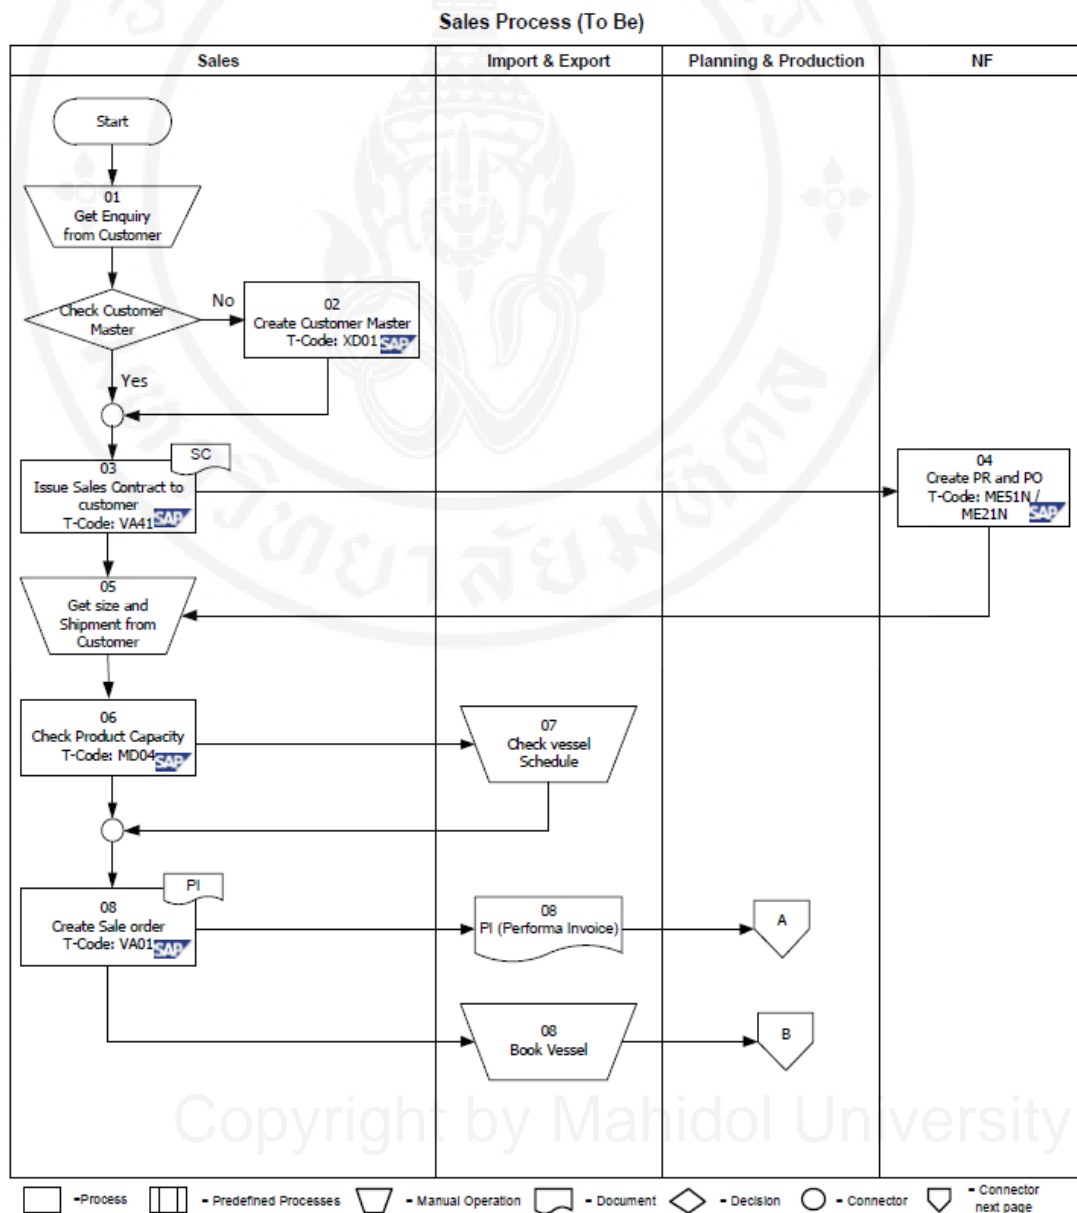 Sales Process (To Be)
Sales
Import & Export
Planning & Production
NF
Start
01
Get Enquiry
from Customer
Check Customer
Master
No
02
Create Customer Master
T-Code: XD01
SAP
Yes
SC
03
Issue Sales Contract to
customer
T-Code: VA41
SAP
04
Create PR and PO
T-Code: ME51N /
ME21N
SAP
05
Get size and
Shipment from
Customer
06
Check Product Capacity
T-Code: MD04
SAP
07
Check vessel
Schedule
PI
08
Create Sale order
T-Code: VA01
SAP
08
PI (Performa Invoice)
A
08
Book Vessel
B
Copyright by Mahidol University
-Process
- Predefined Processes
- Manual Operation
- Document
- Decision
- Connector
- Connector
next page